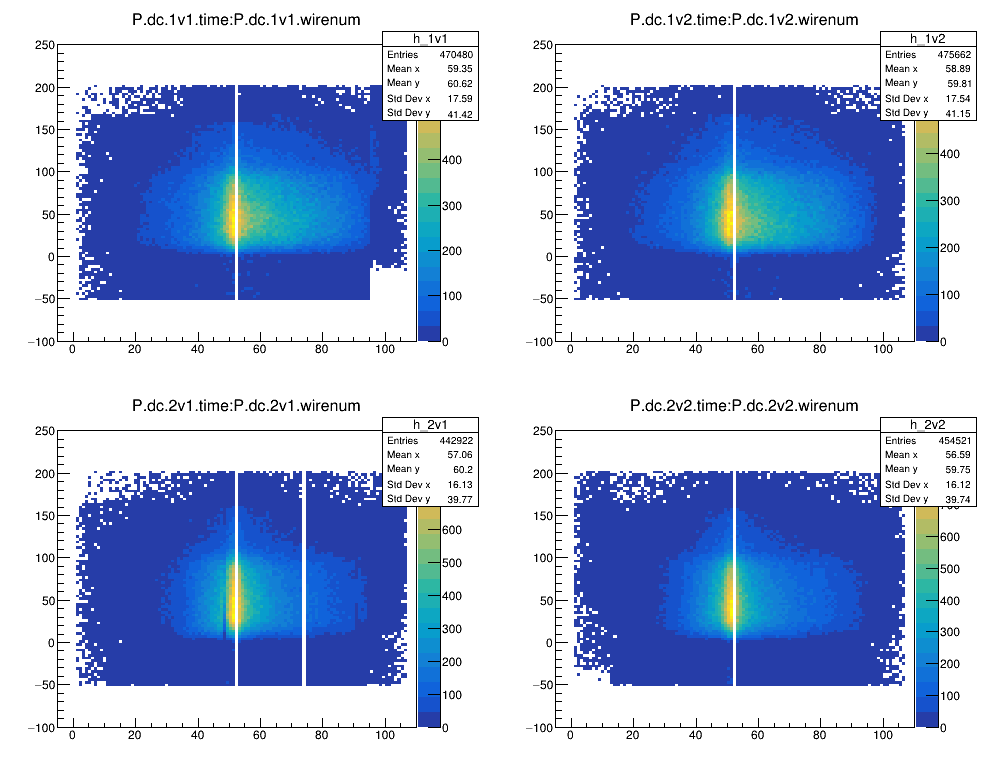 P.dc.1v1.time:P.dc.1v1.wirenum
h_1v1
Entries 470480
Mean x 59.35
Mean y 60.62
Std Dev x 17.59
Std Dev y 41.42
250
200
150
100
50
0
−50
−100
0 20 40 60 80 100
400
300
200
100
0
P.dc.1v2.time:P.dc.1v2.wirenum
h_1v2
Entries 475662
Mean x 58.89
Mean y 59.81
Std Dev x 17.54
Std Dev y 41.15
250
200
150
100
50
0
−50
−100
0 20 40 60 80 100
400
300
200
100
0
P.dc.2v1.time:P.dc.2v1.wirenum
h_2v1
Entries 442922
Mean x 57.06
Mean y 60.2
Std Dev x 16.13
Std Dev y 39.77
250
200
150
100
50
0
−50
−100
0 20 40 60 80 100
600
500
400
300
200
100
0
P.dc.2v2.time:P.dc.2v2.wirenum
h_2v2
Entries 454521
Mean x 56.59
Mean y 59.75
Std Dev x 16.12
Std Dev y 39.74
250
200
150
100
50
0
−50
−100
0 20 40 60 80 100
700
600
500
400
300
200
100
0